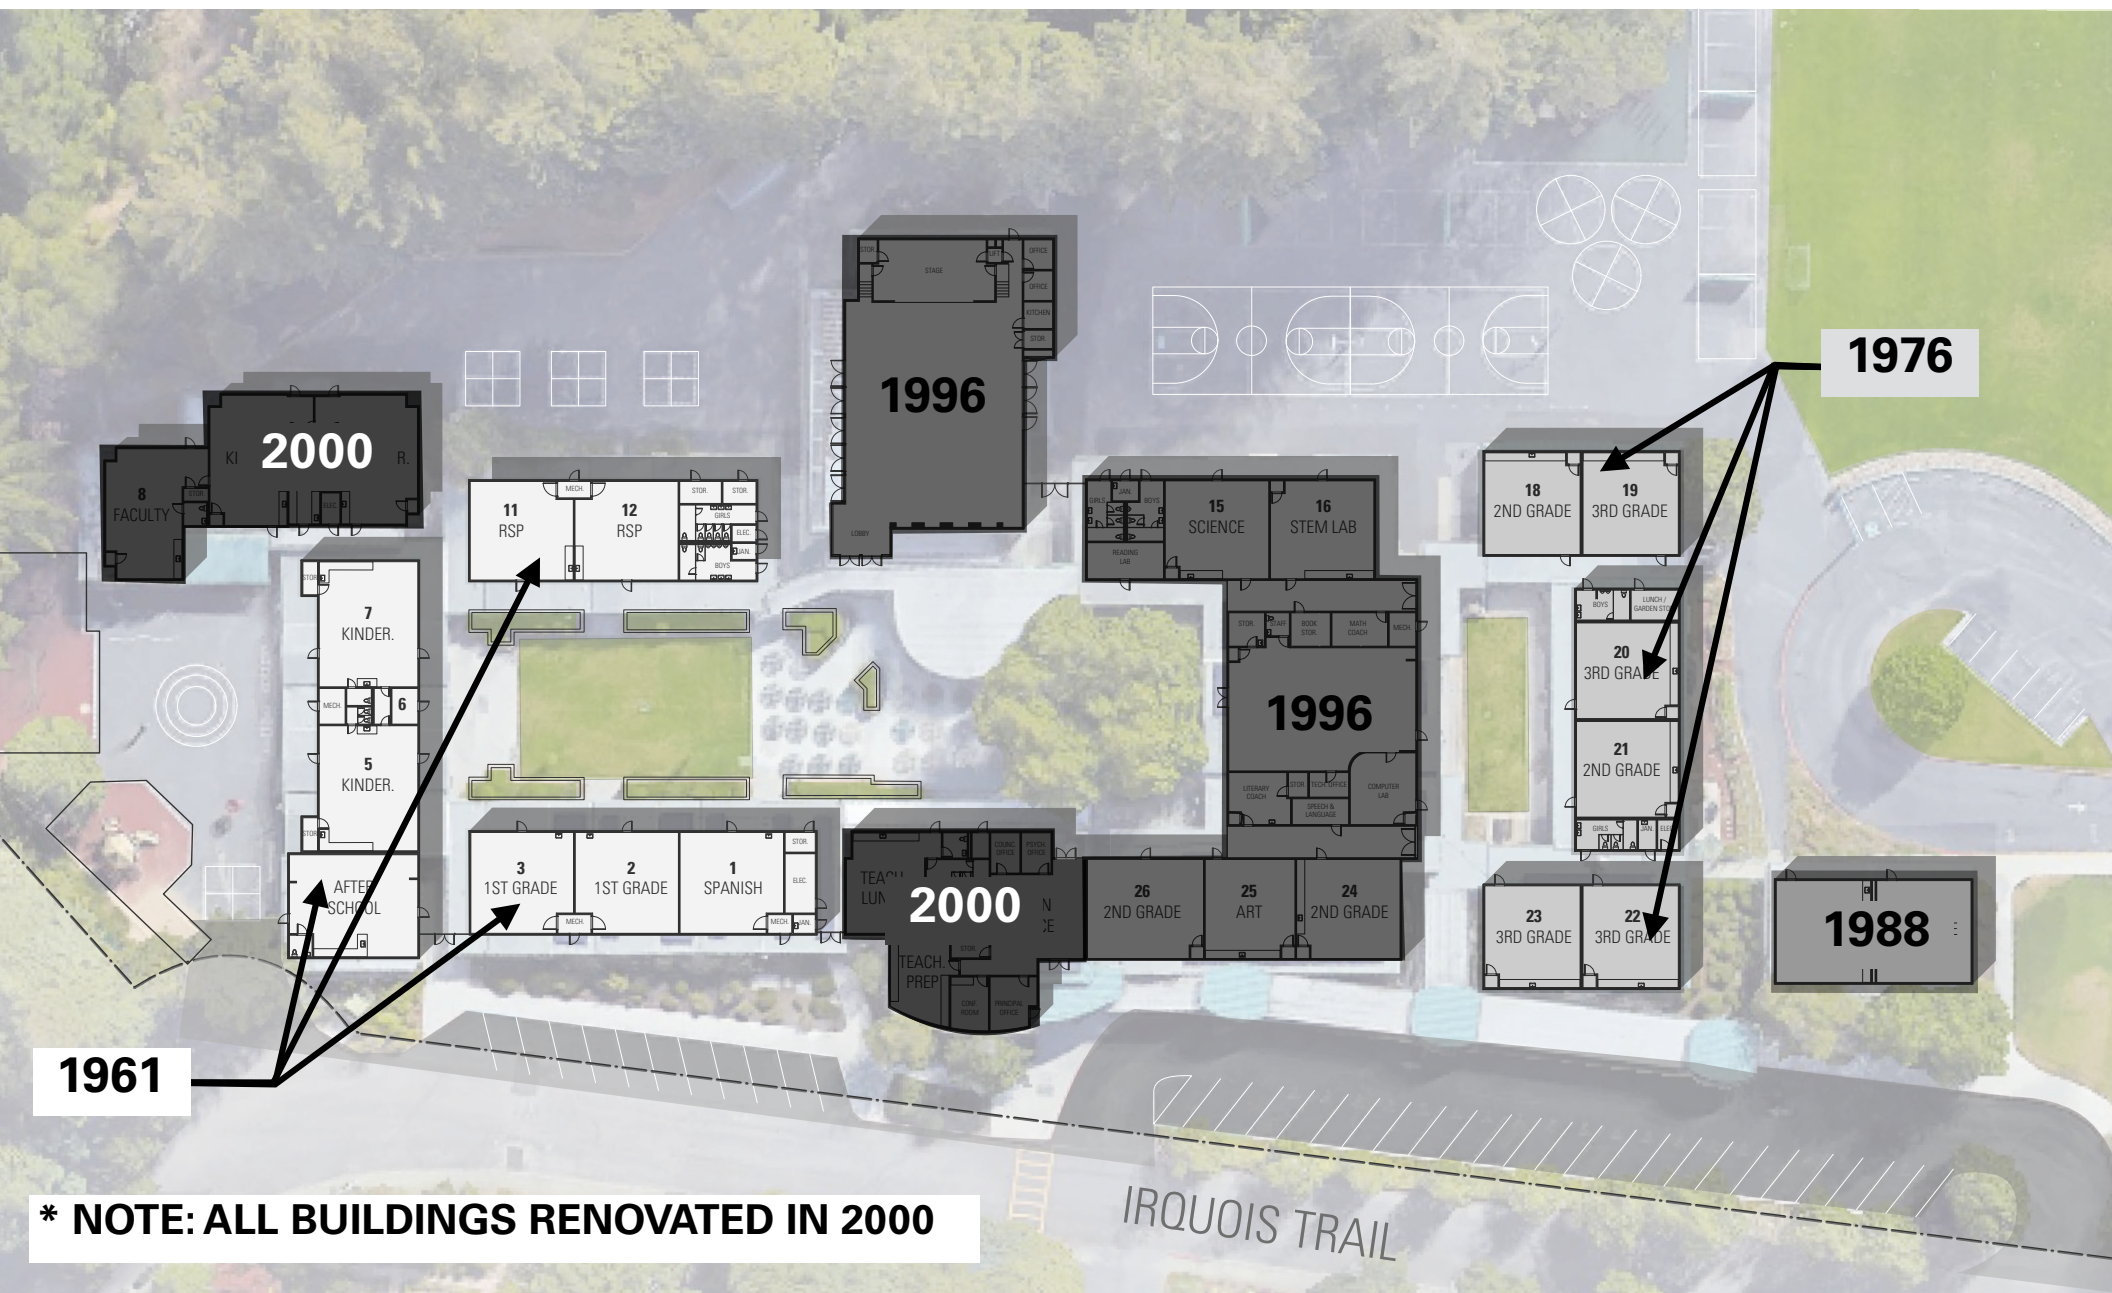 STOR.
STAGE
LIFT
OFFICE
OFFICE
KITCHEN
STOR.
1996
LOBBY
1976
KI
2000
R.
8
FACULTY
STOR.
ELEC.
11
RSP
MECH.
12
RSP
STOR.
STOR.
GIRLS
ELEC.
JAN.
BOYS
GIRLS
JAN.
BOYS
READING
LAB
15
SCIENCE
16
STEM LAB
18
2ND GRADE
19
3RD GRADE
STOR.
7
KINDER.
MECH.
6
5
KINDER.
STOR.
AFTER
SCHOOL
STOR.
STAFF
BOOK
STOR.
MATH
COACH
MECH.
1996
LITERARY
COACH
STOR.
TECH. OFFICE
SPEECH &
LANGUAGE
COMPUTER
LAB
BOYS
LUNCH /
GARDEN STO
20
3RD GRADE
21
2ND GRADE
GIRLS
JAN.
ELEC
3
1ST GRADE
MECH.
2
1ST GRADE
1
SPANISH
STOR.
ELEC.
MECH.
JAN.
COUNC.
OFFICE
PSYCH.
OFFICE
TEACH
LUN
2000
N
CE
STOR.
TEACH.
PREP
CONF.
ROOM
PRINCIPAL
OFFICE
26
2ND GRADE
25
ART
24
2ND GRADE
23
3RD GRADE
22
3RD GRADE
1988
1961
* NOTE: ALL BUILDINGS RENOVATED IN 2000
IRQUOIS TRAIL